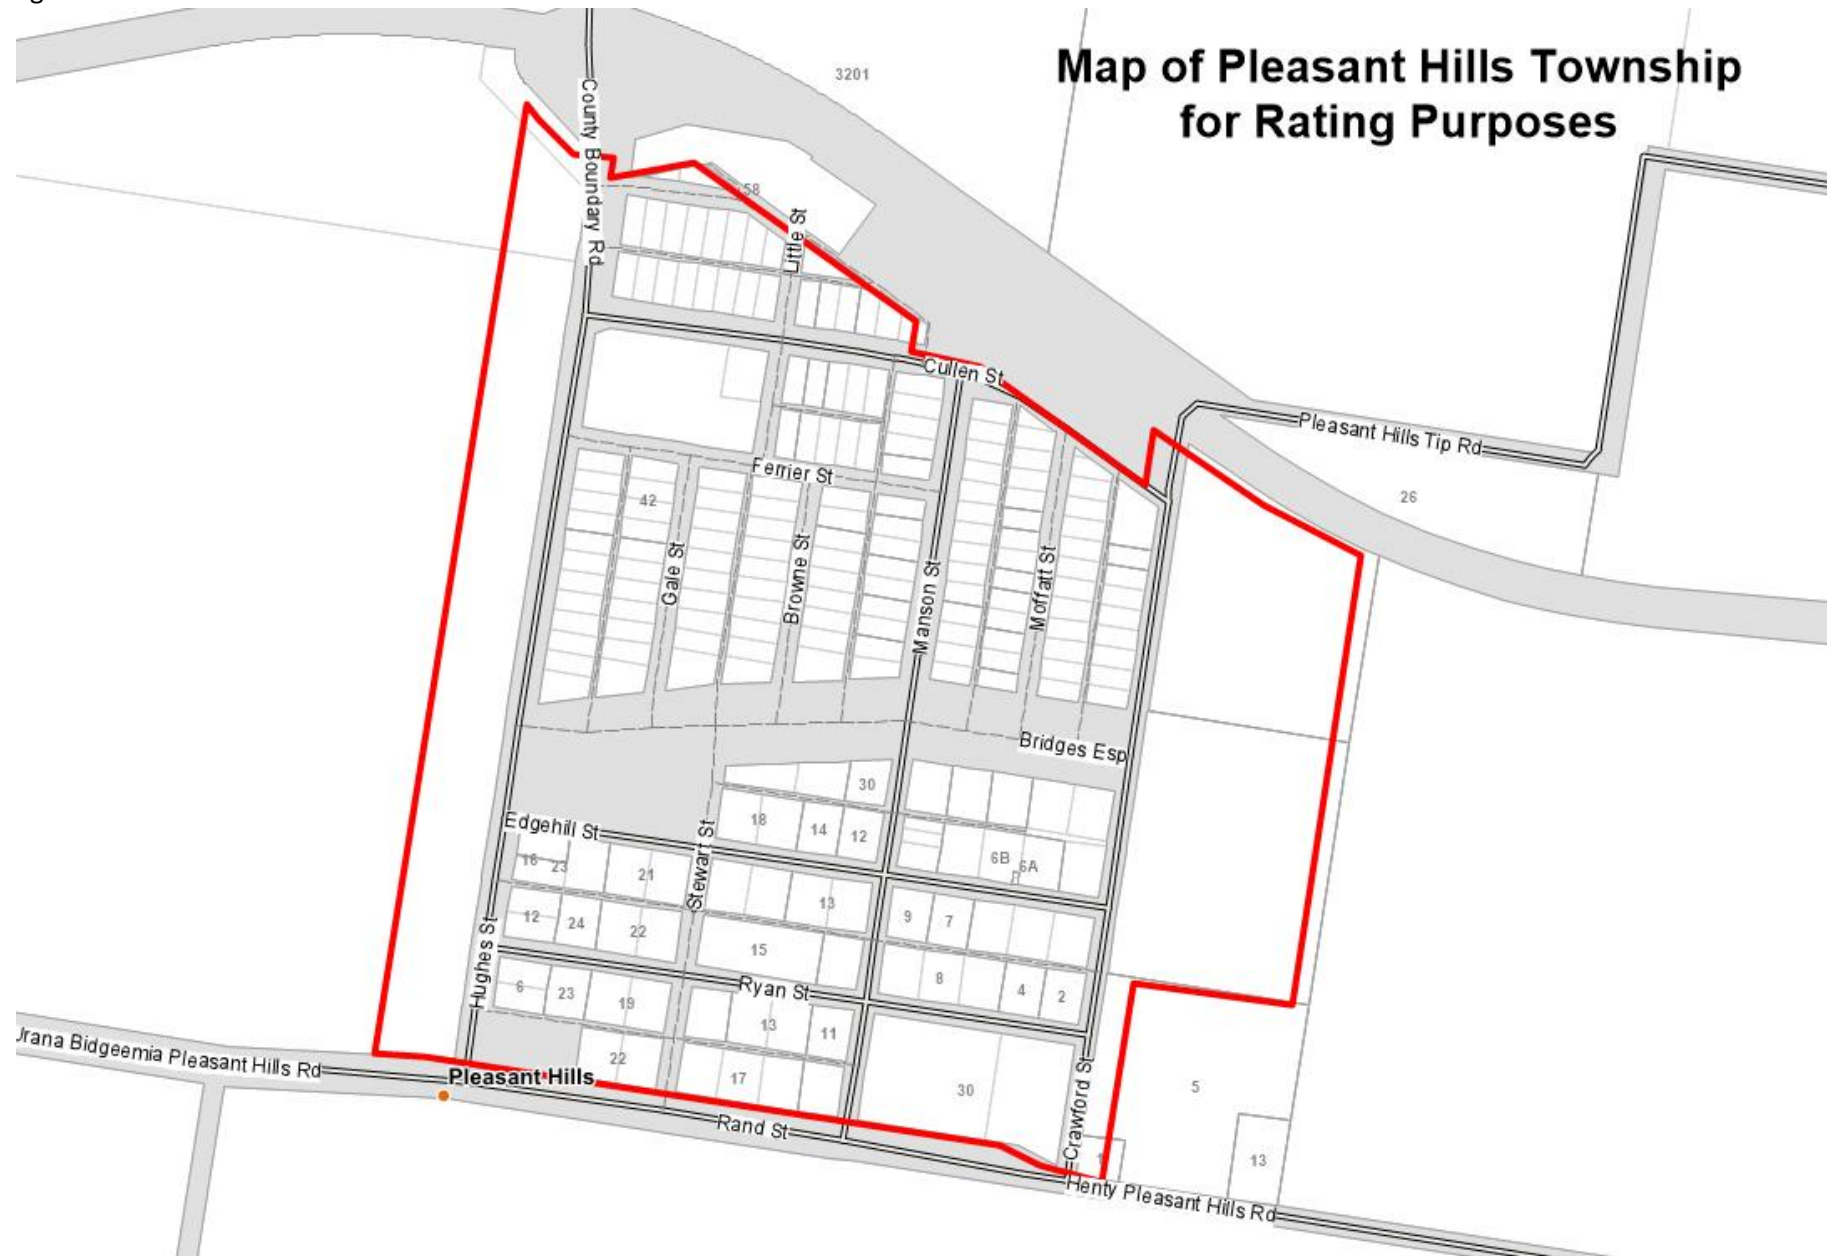 Map of Pleasant Hills Township
for Rating Purposes
3201
County Boundary Rd
58
Little St
Cullen St
Pleasant Hills Tip Rd
26
Ferrier St
42
Gale St
Browne St
Manson St
Moffatt St
Bridges Esp
30
18
14
12
Edgehill St
Stewart St
6B
6A
16
23
21
13
9
7
12
24
22
15
8
4
2
Hughes St
Ryan St
6
23
19
13
11
22
17
30
Crawford St
5
13
Urana Bidgeemia Pleasant Hills Rd
Pleasant Hills
Rand St
Henty Pleasant Hills Rd